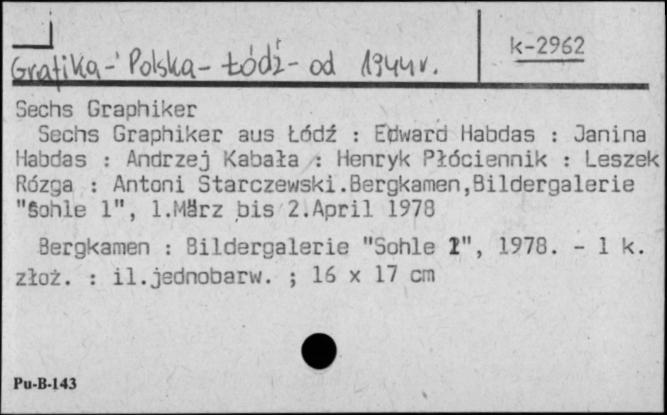 k-2962
Grafika - Polska - Łódź - od 1944 r.
Sechs Graphiker
Sechs Graphiker aus Łódź : Edward Habdas : Janina
Habdas : Andrzej Kabała : Henryk Płóciennik : Leszek
Rózga : Antoni Starczewski.Bergkamen,Bildergalerie
"Sohle 1", 1.März bis 2.April 1978
Bergkamen : Bildergalerie "Sohle 1", 1978. - 1 k.
złoż. : il.jednobarw. ; 16 x 17 cm
Pu-B-143